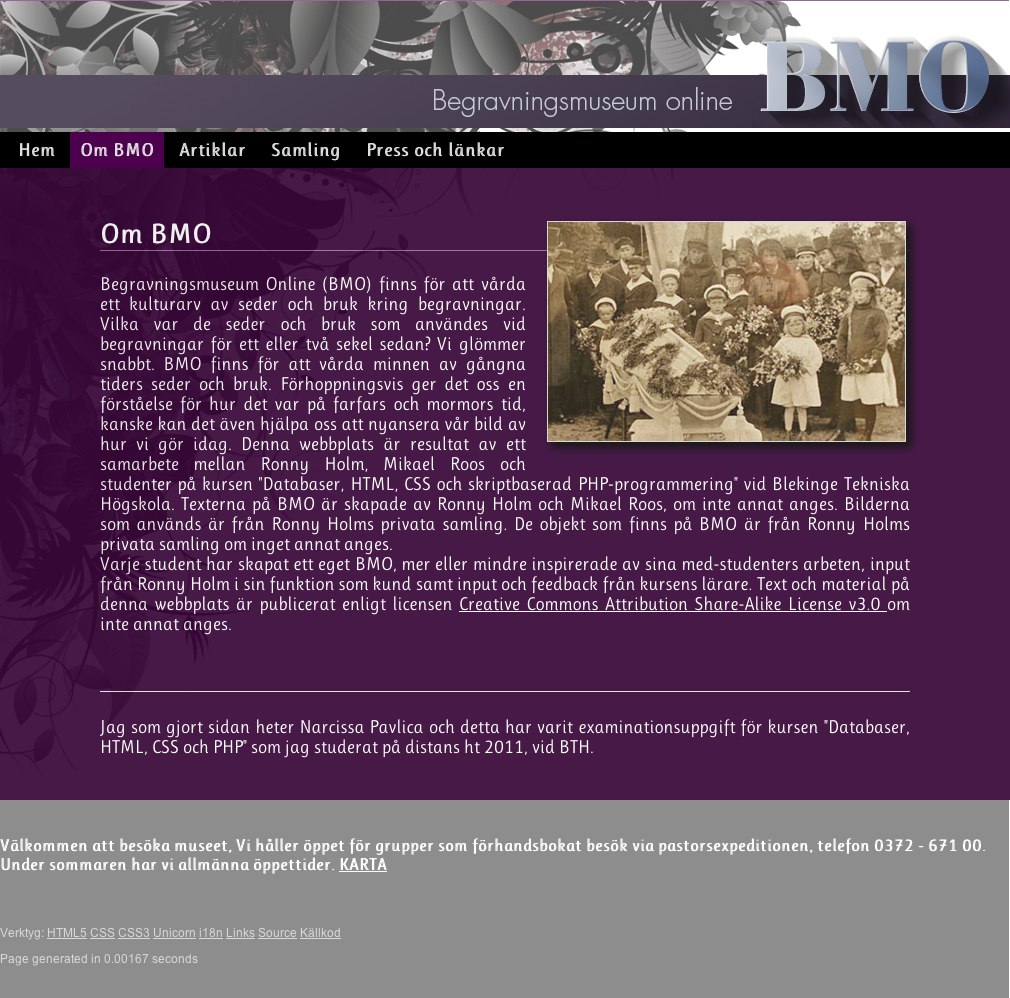 Begravningsmuseum online BMO
Hem Om BMO Artiklar Samling Press och länkar
Om BMO
Begravningsmuseum Online (BMO) finns för att vårda
ett kulturarv av seder och bruk kring begravningar.
Vilka var de seder och bruk som användes vid
begravningar för ett eller två sekel sedan? Vi glömmer
snabbt. BMO finns för att vårda minnen av gångna
tiders seder och bruk. Förhoppningsvis ger det oss en
förståelse för hur det var på farfars och mormors tid,
kanske kan det även hjälpa oss att nyansera vår bild av
hur vi gör idag. Denna webbplats är resultat av ett
samarbete mellan Ronny Holm, Mikael Roos och
studenter på kursen "Databaser, HTML, CSS och skriptbaserad PHP-programmering" vid Blekinge Tekniska
Högskola. Texterna på BMO är skapade av Ronny Holm och Mikael Roos, om inte annat anges. Bilderna
som används är från Ronny Holms privata samling. De objekt som finns på BMO är från Ronny Holms
privata samling om inget annat anges.
Varje student har skapat ett eget BMO, mer eller mindre inspirerade av sina med-studenters arbeten, input
från Ronny Holm i sin funktion som kund samt input och feedback från kursens lärare. Text och material på
denna webbplats är publicerat enligt licensen Creative Commons Attribution Share-Alike License v3.0 om
inte annat anges.
Jag som gjort sidan heter Narcissa Pavlica och detta har varit examinationsuppgift för kursen "Databaser,
HTML, CSS och PHP" som jag studerat på distans ht 2011, vid BTH.
Välkommen att besöka museet, Vi håller öppet för grupper som förhandsbokat besök via pastorsexpeditionen, telefon 0372 - 671 00.
Under sommaren har vi allmänna öppettider. KARTA
Verktyg: HTML5 CSS CSS3 Unicorn i18n Links Source Källkod
Page generated in 0.00167 seconds